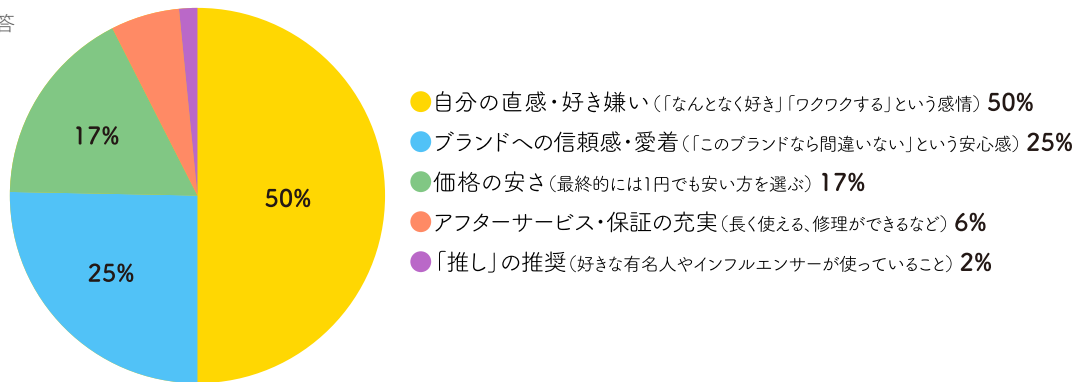 答
自分の直感・好き嫌い(「なんとなく好き」「ワクワクする」という感情) 50%
ブランドへの信頼感・愛着(「このブランドなら間違いない」という安心感) 25%
価格の安さ(最終的には1円でも安い方を選ぶ) 17%
アフターサービス・保証の充実(長く使える、修理ができるなど) 6%
「推し」の推奨(好きな有名人やインフルエンサーが使っていること) 2%
17%
50%
25%